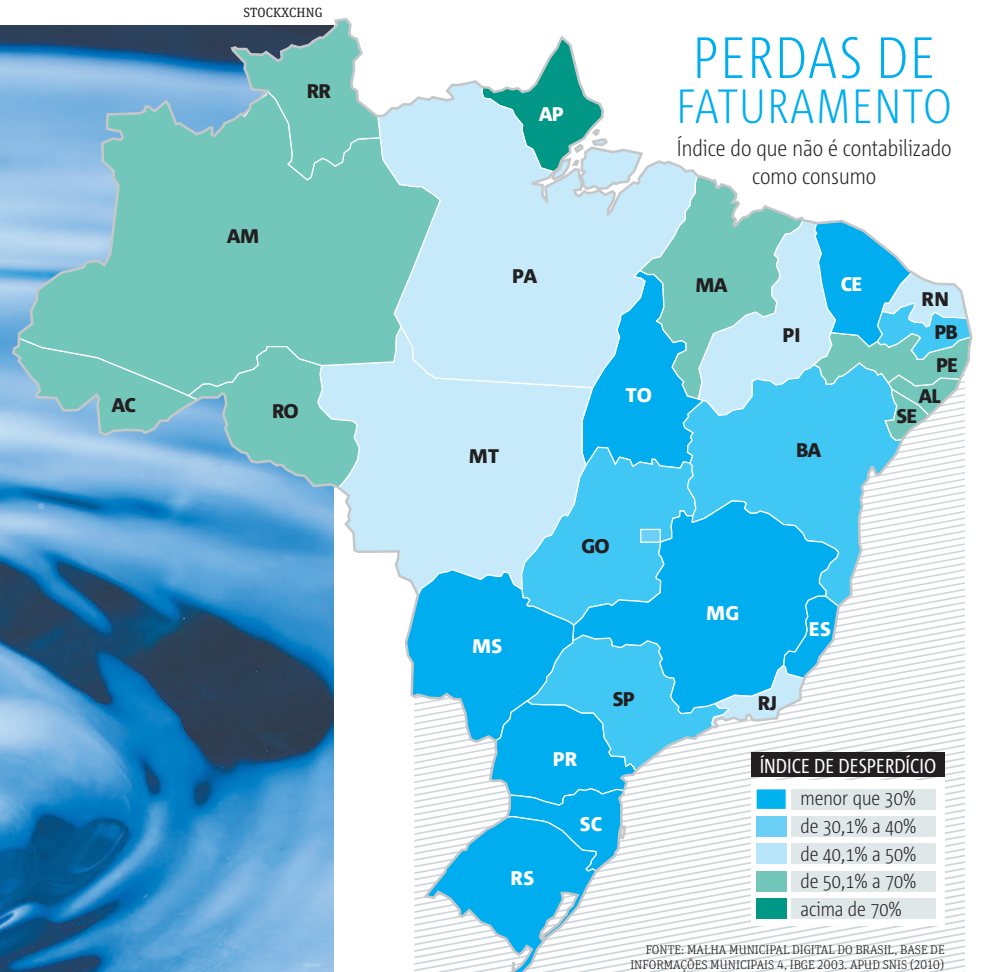 STOCKXCHNG
PERDAS DE
FATURAMENTO
Índice do que não é contabilizado
como consumo
RR
AP
AM
PA
MA
CE
RN
PI
PB
PE
AL
SE
TO
AC
RO
MT
BA
GO
MG
ES
MS
SP
RJ
PR
SC
RS
ÍNDICE DE DESPERDÍCIO
menor que 30%
de 30,1% a 40%
de 40,1% a 50%
de 50,1% a 70%
acima de 70%
FONTE: MALHA MUNICIPAL DIGITAL DO BRASIL, BASE DE
INFORMAÇÕES MUNICIPAIS 4, IBGE 2003. APUD SNIS (2010)